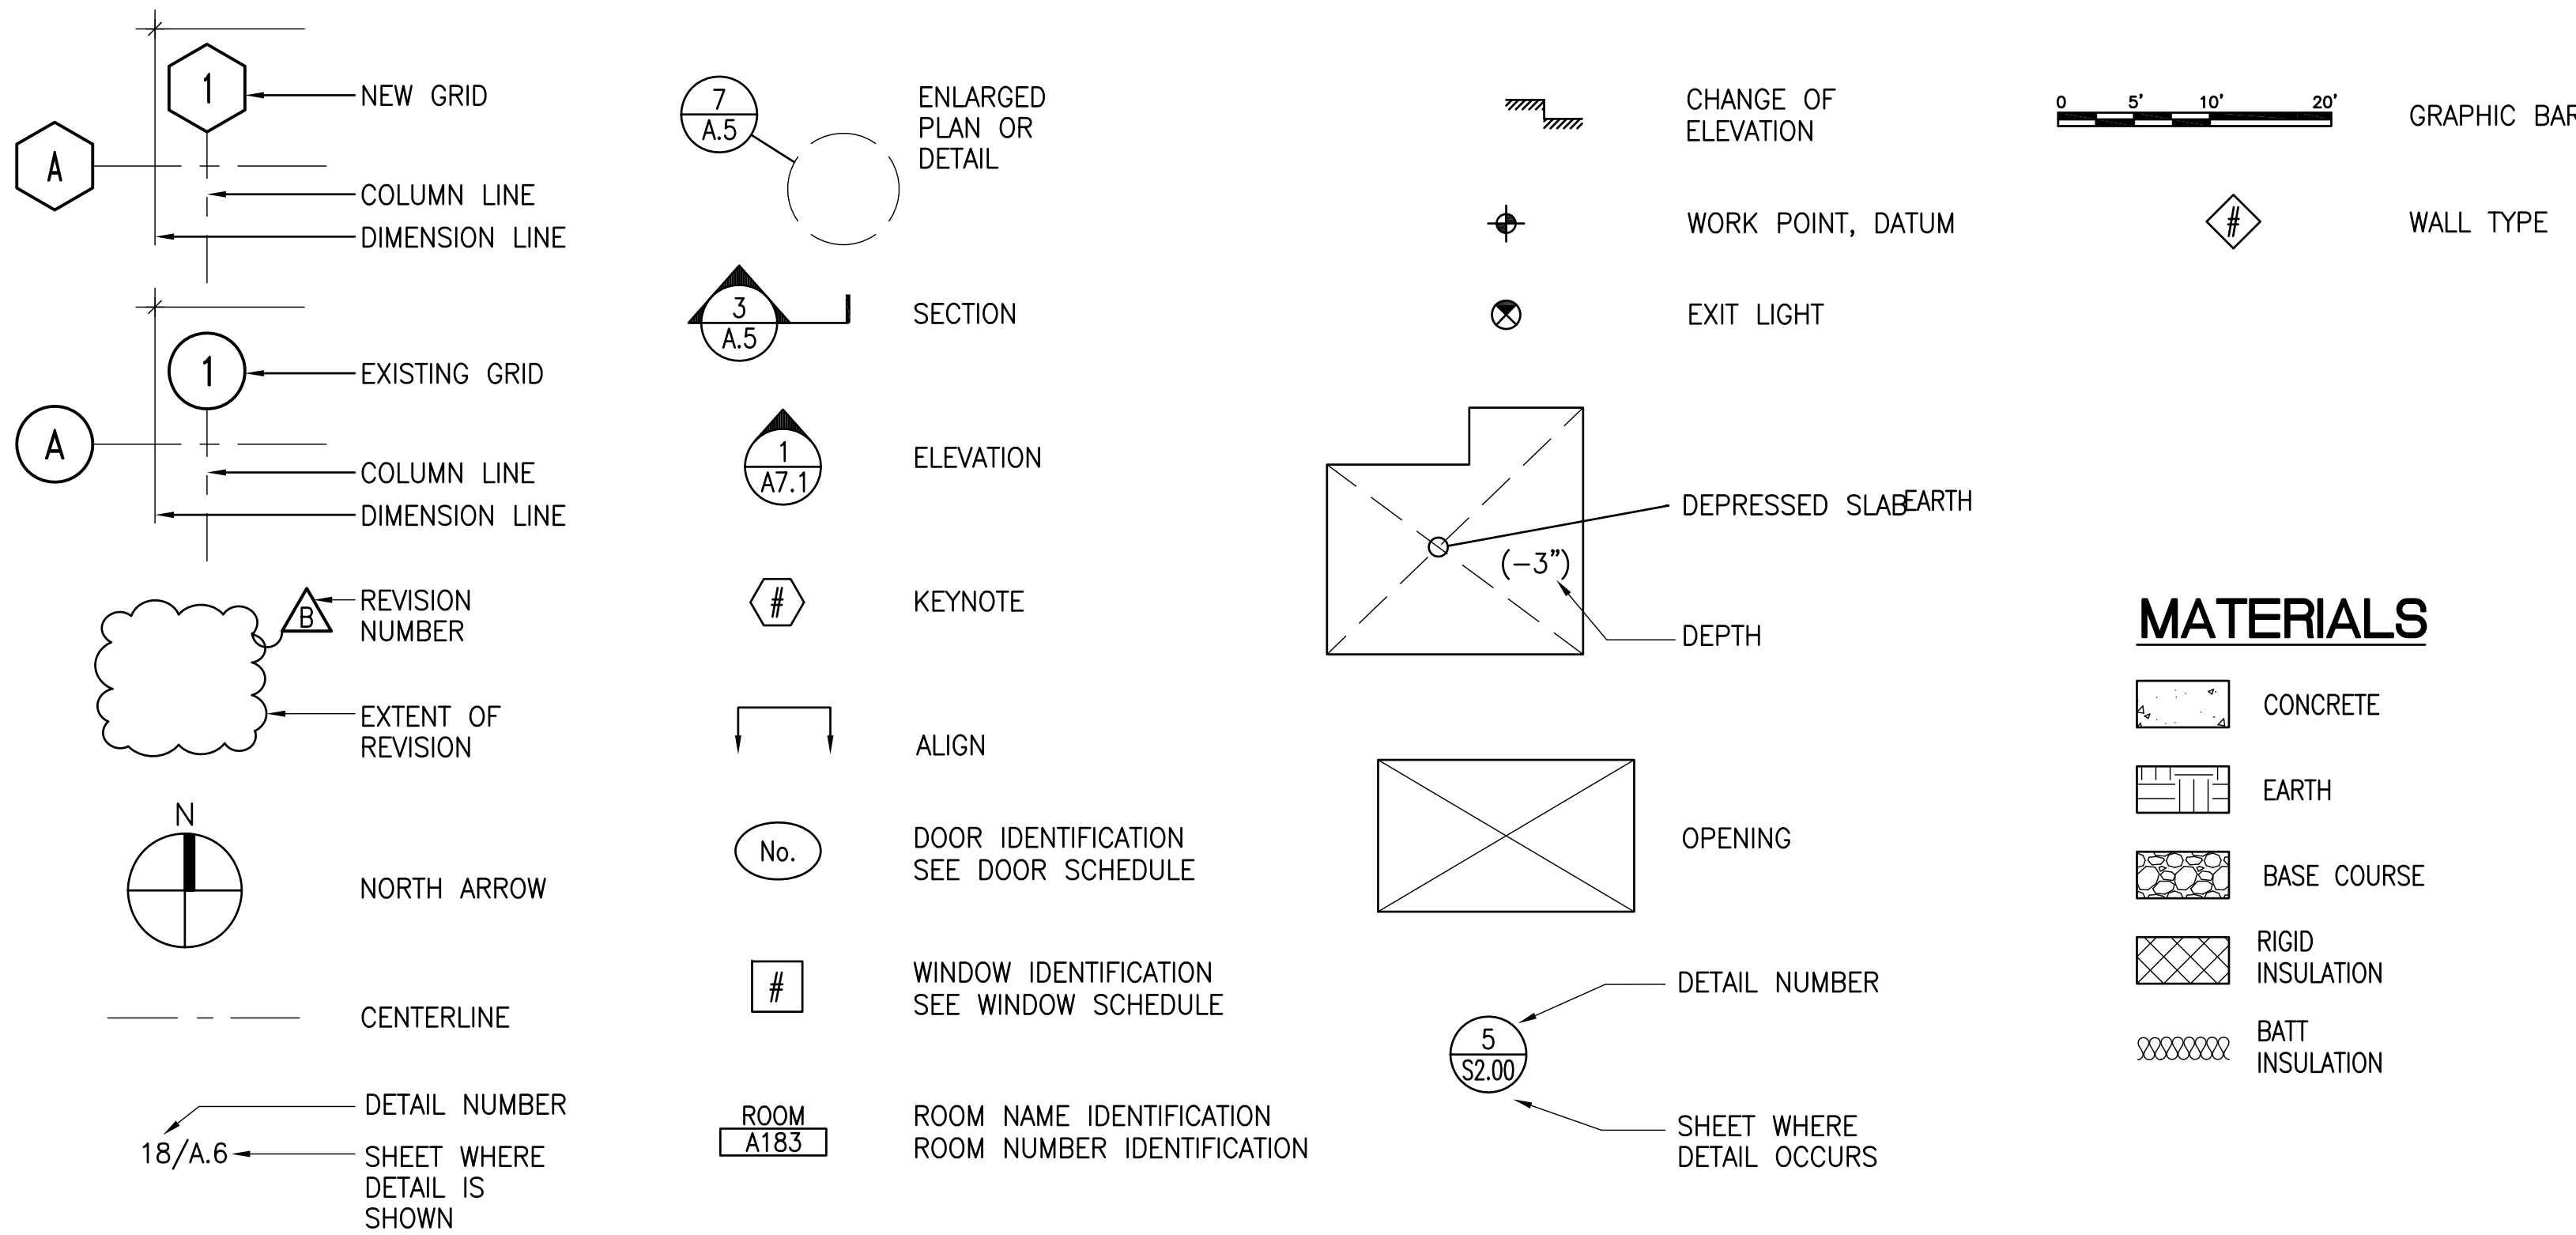 1
NEW GRID
A
COLUMN LINE
DIMENSION LINE
1
EXISTING GRID
A
COLUMN LINE
DIMENSION LINE
B
REVISION
NUMBER
EXTENT OF
REVISION
N
NORTH ARROW
CENTERLINE
DETAIL NUMBER
18/A.6
SHEET WHERE
DETAIL IS
SHOWN
7
A.5
ENLARGED
PLAN OR
DETAIL
3
A.5
SECTION
1
A7.1
ELEVATION
#
KEYNOTE
ALIGN
No.
DOOR IDENTIFICATION
SEE DOOR SCHEDULE
#
WINDOW IDENTIFICATION
SEE WINDOW SCHEDULE
ROOM
A183
ROOM NAME IDENTIFICATION
ROOM NUMBER IDENTIFICATION
CHANGE OF
ELEVATION
WORK POINT, DATUM
EXIT LIGHT
DEPRESSED SLAB
EARTH
(-3")
DEPTH
OPENING
DETAIL NUMBER
5
S2.00
SHEET WHERE
DETAIL OCCURS
0 5' 10' 20'
GRAPHIC BAR
#
WALL TYPE
MATERIALS
CONCRETE
EARTH
BASE COURSE
RIGID
INSULATION
BATT
INSULATION